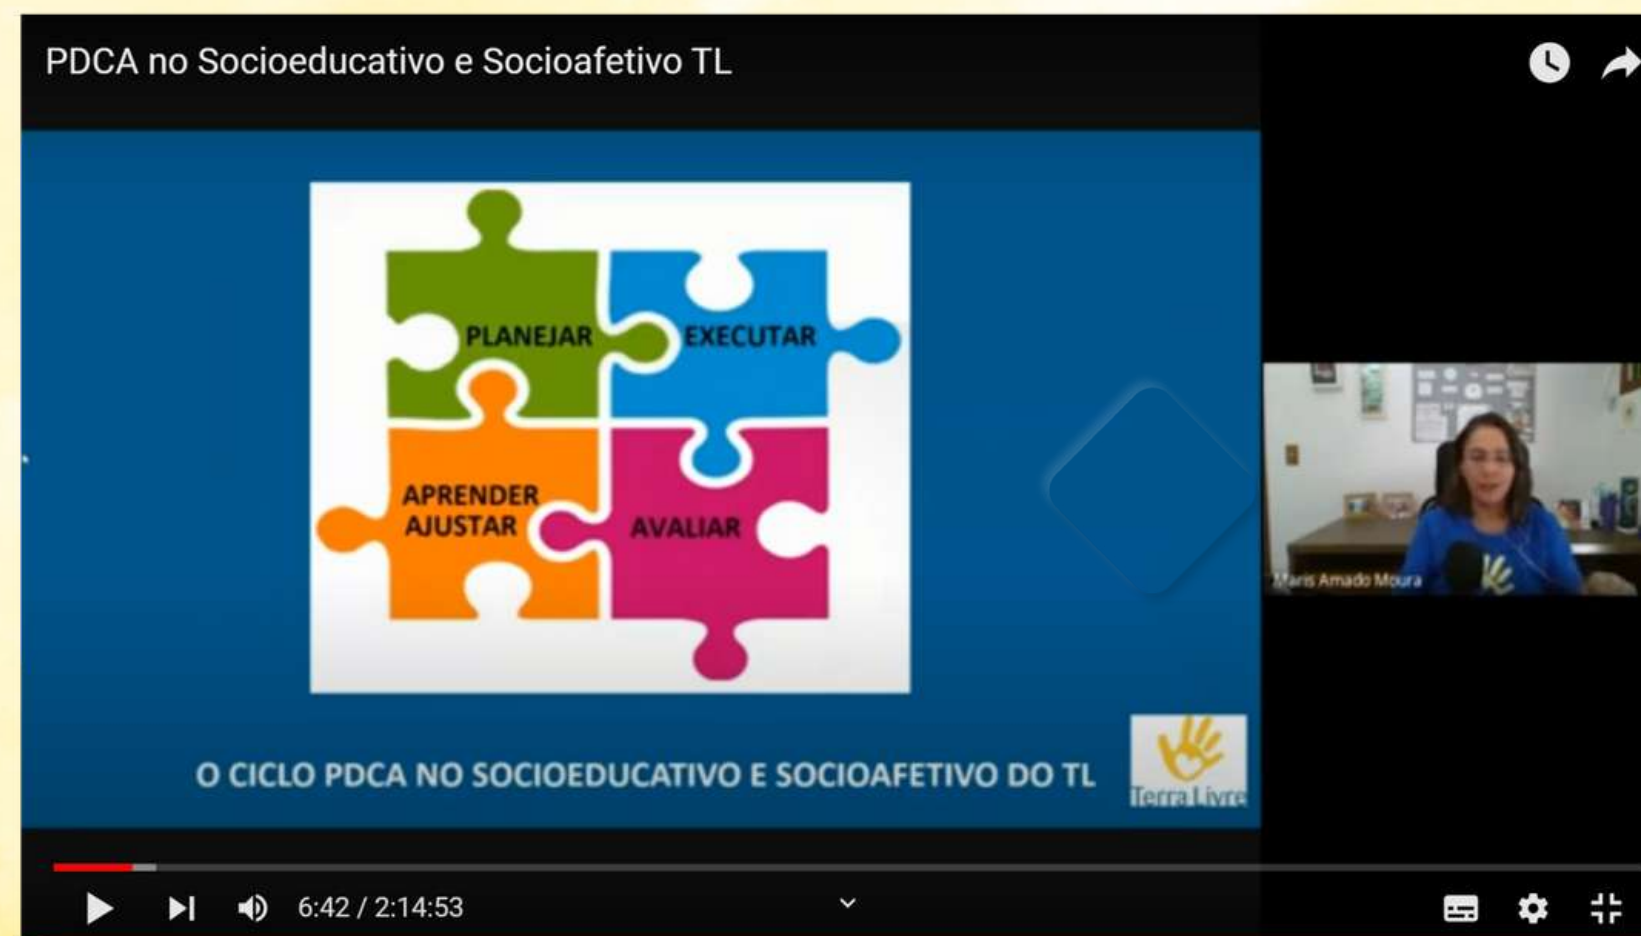 PDCA no Socioeducativo e Socioafetivo TL
PLANEJAR
EXECUTAR
APRENDER
AJUSTAR
AVALIAR
Maris Amado Moura
O CICLO PDCA NO SOCIOEDUCATIVO E SOCIOAFETIVO DO TL
Terra Livre
6:42 / 2:14:53